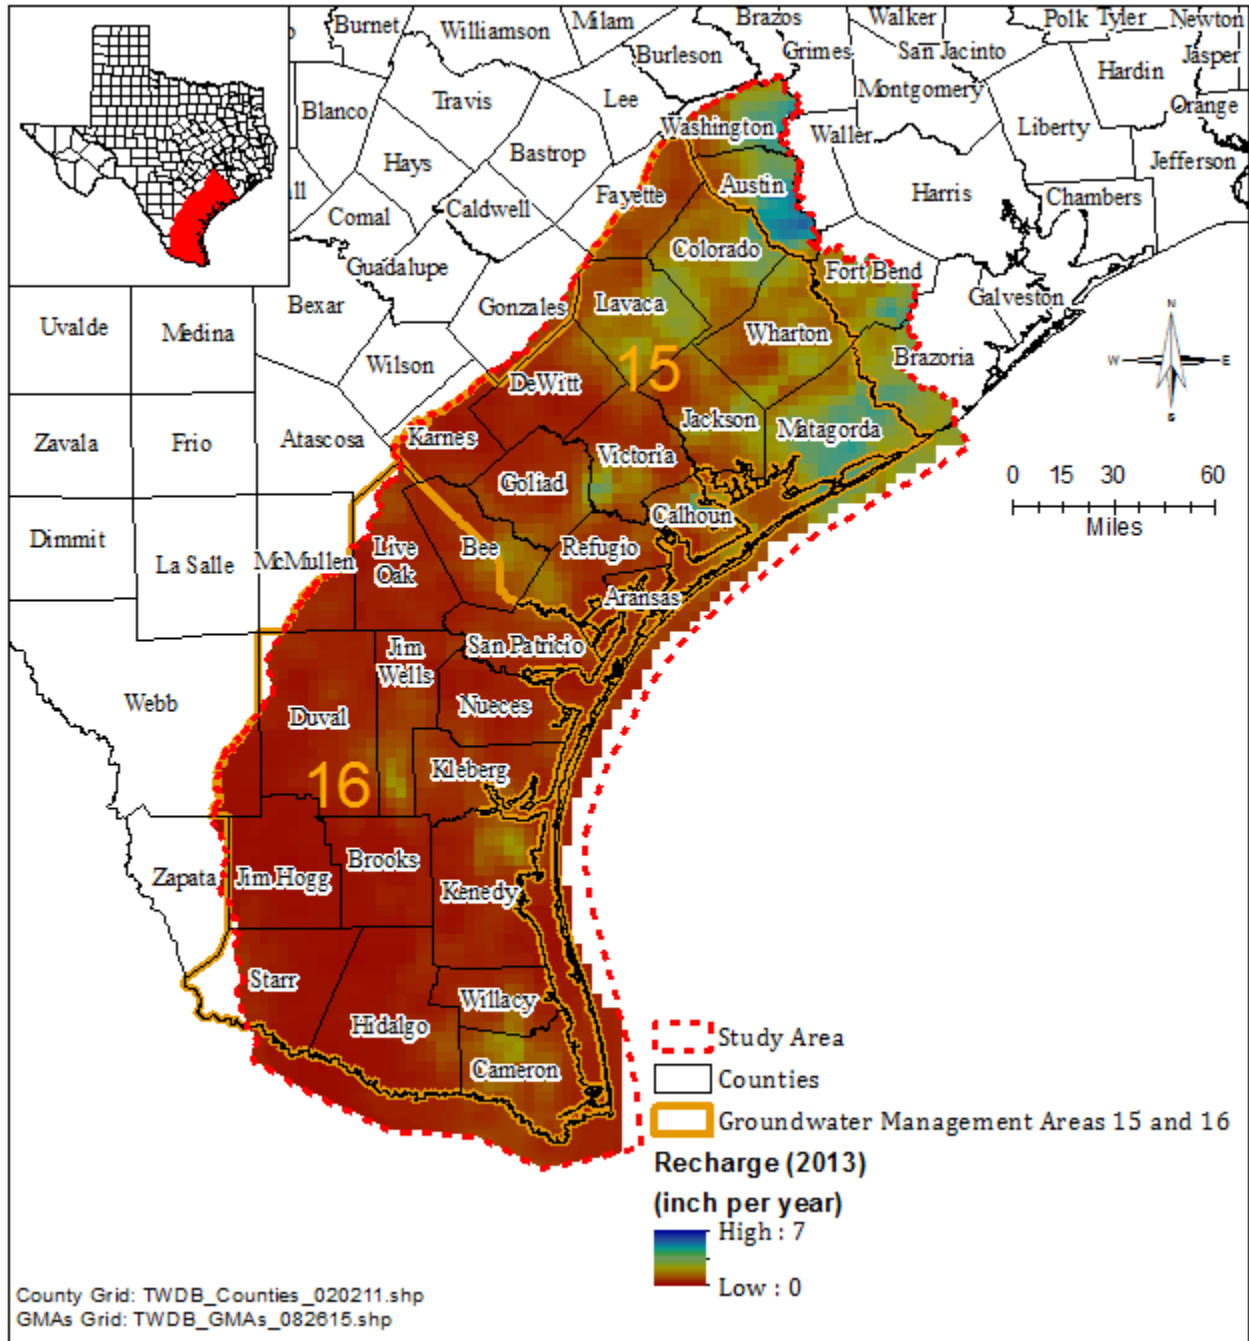 Burnet
Williamson
Milam
Brazos
Walker
Polk
Tyler
Newton
Burleson
Grimes
San Jacinto
Jasper
Hardin
Montgomery
Blanco
Travis
Lee
Orange
Washington
Waller
Liberty
Bastrop
Hays
Jefferson
Austin
Harris
Chambers
Fayette
ll
Comal
Caldwell
Colorado
Guadalupe
Fort Bend
Bexar
Gonzales
Lavaca
Galveston
Uvalde
Medina
Wharton
N
Wilson
15
Brazoria
W
E
DeWitt
S
Zavala
Frio
Atascosa
Karnes
Jackson
Matagorda
Victoria
Goliad
0 15 30 60
Miles
Calhoun
Dimmit
La Salle
McMullen
Live
Oak
Bee
Refugio
Aransas
San Patricio
Jim
Wells
Webb
Duval
Nueces
16
Kleberg
Zapata
Jim Hogg
Brooks
Kenedy
Starr
Willacy
Hidalgo
Cameron
Study Area
Counties
Groundwater Management Areas 15 and 16
Recharge (2013)
(inch per year)
High : 7
Low : 0
County Grid: TWDB_Counties_020211.shp
GMAs Grid: TWDB_GMAs_082615.shp